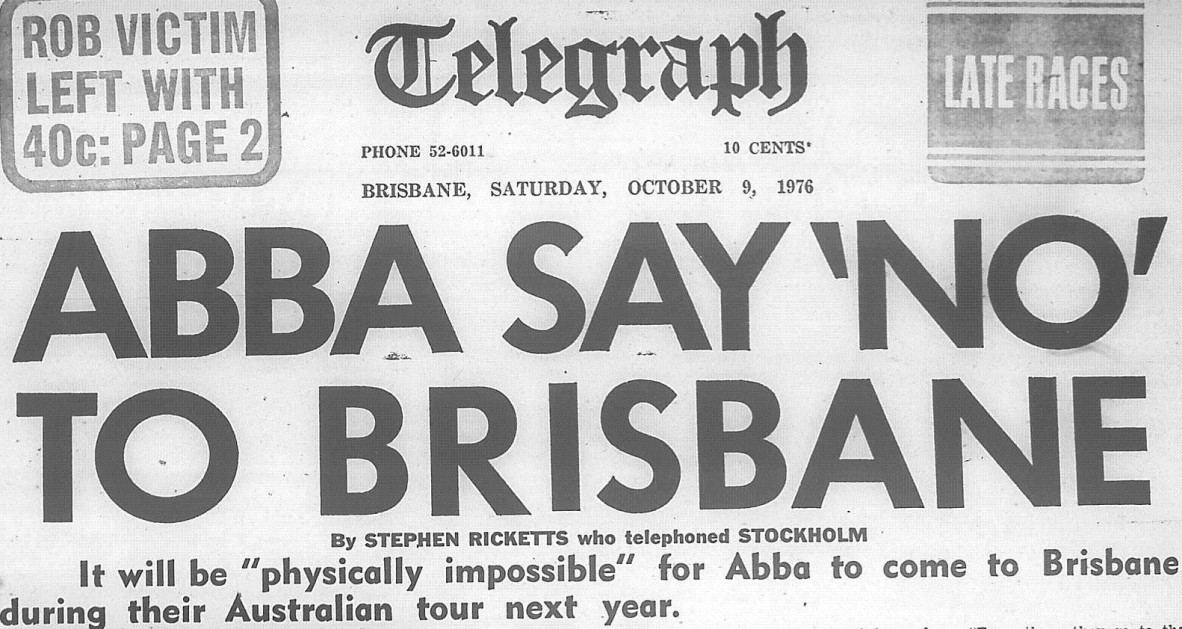 ROB VICTIM
LEFT WITH
40c: PAGE 2
Telegraph
LATE RACES
PHONE 52-6011 10 CENTS*
BRISBANE, SATURDAY, OCTOBER 9, 1976
ABBA SAY 'NO'
TO BRISBANE
By STEPHEN RICKETTS who telephoned STOCKHOLM
It will be "physically impossible" for Abba to come to Brisbane
during their Australian tour next year.